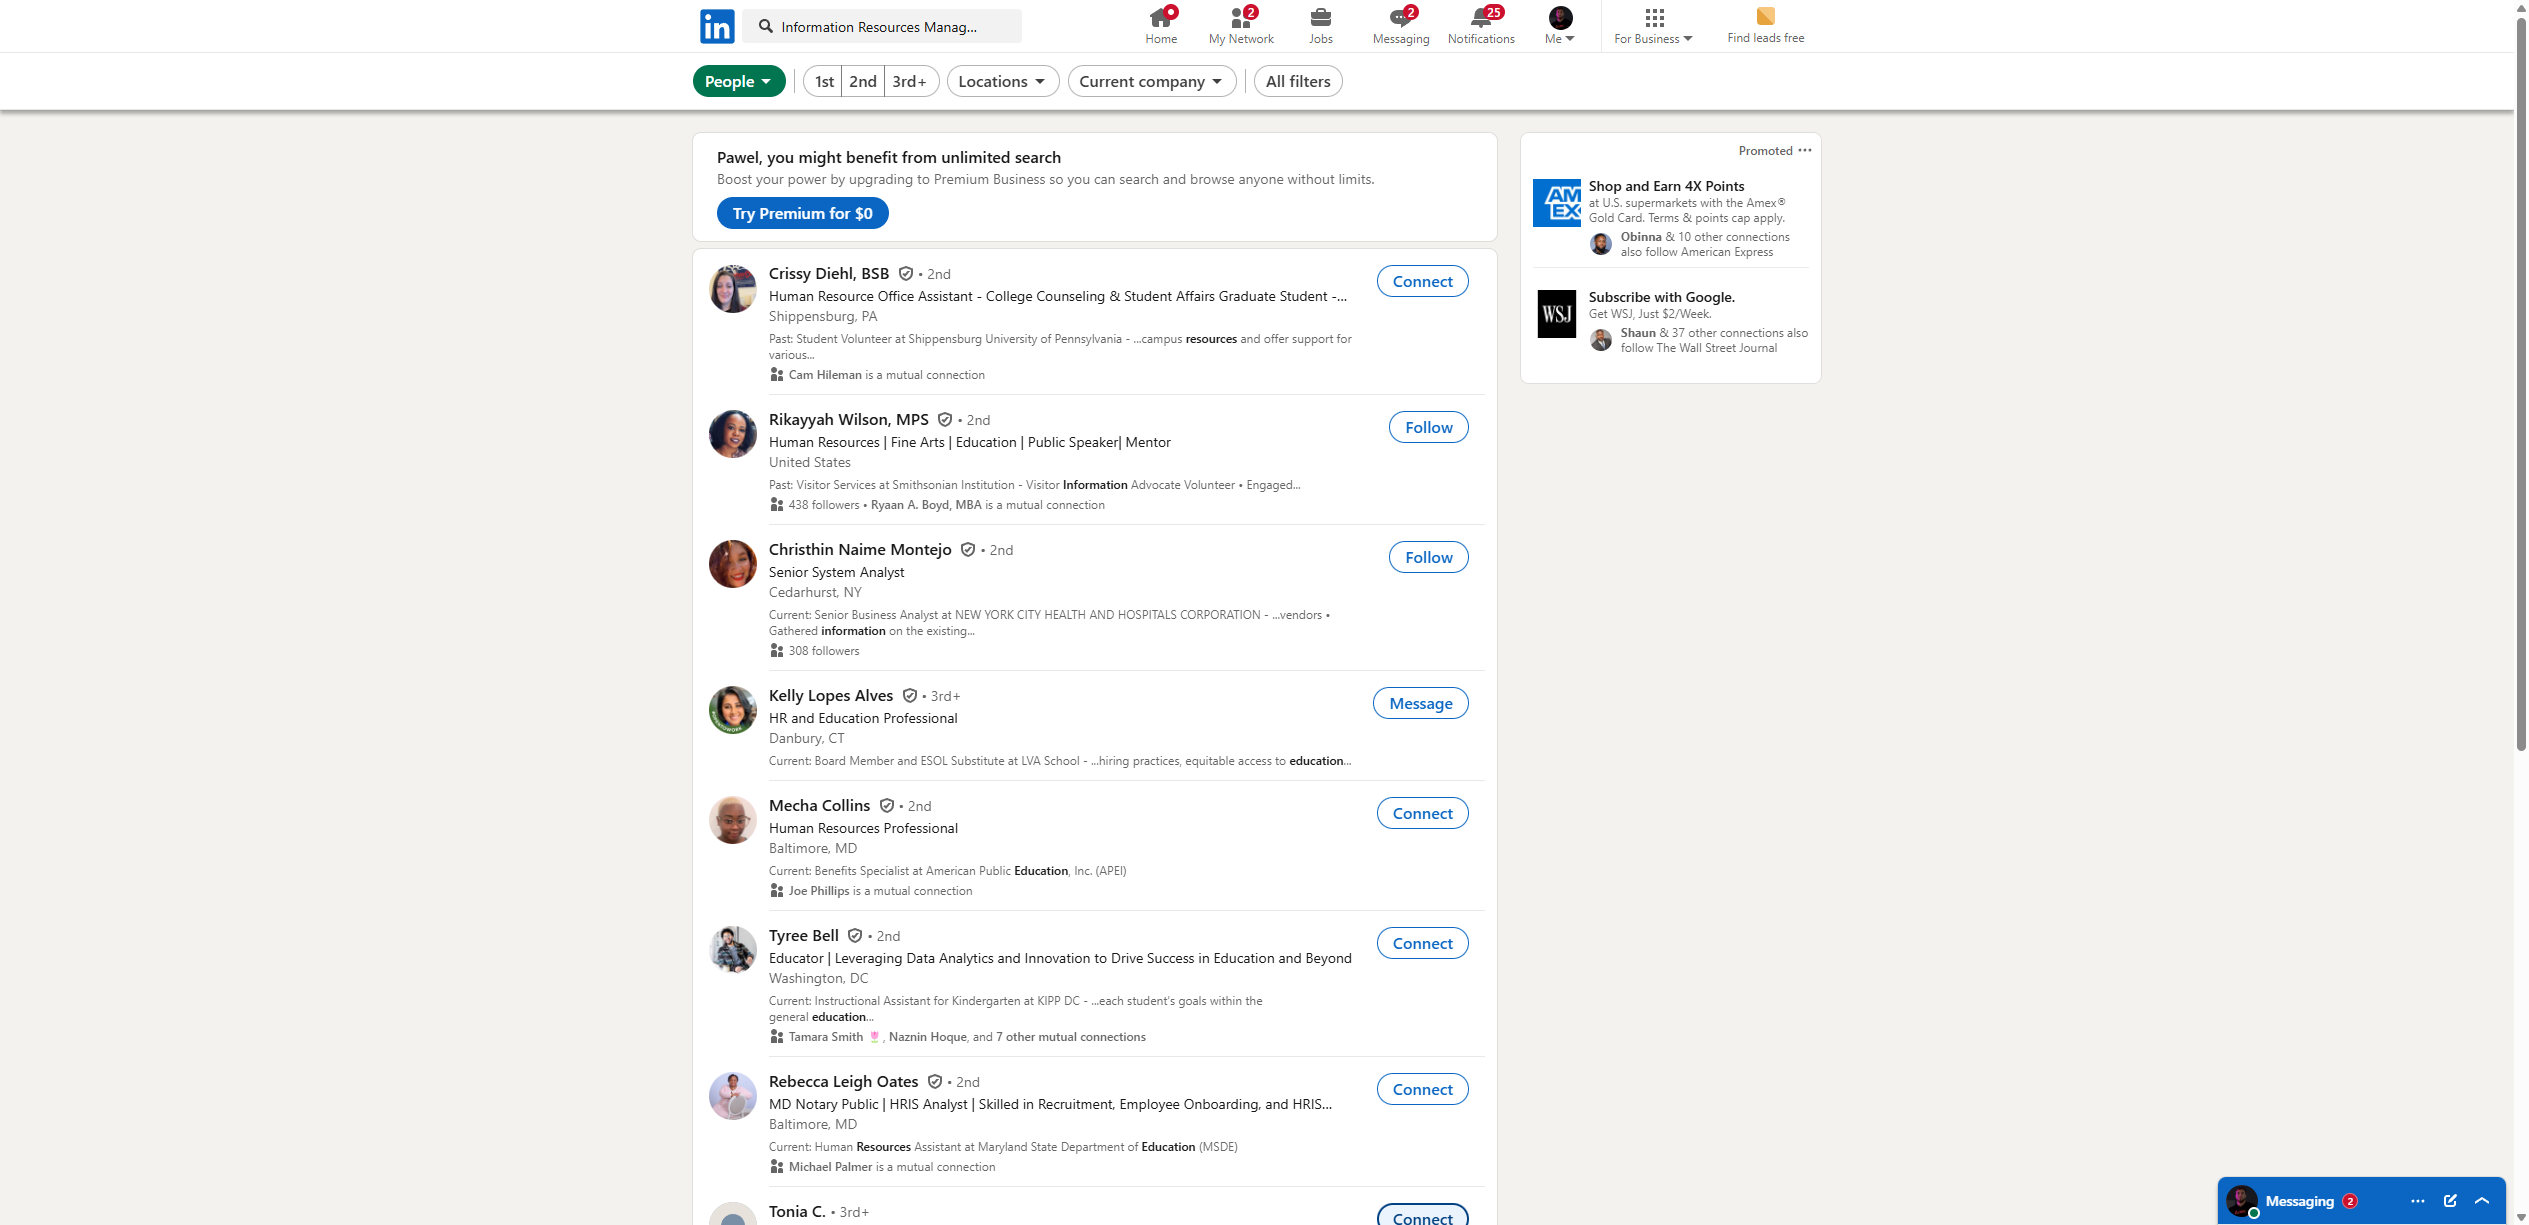 in
Information Resources Manag...
Home
2
My Network
Jobs
2
Messaging
25
Notifications
Me
For Business
Find leads free
People
1st
2nd
3rd+
Locations
Current company
All filters
Pawel, you might benefit from unlimited search
Boost your power by upgrading to Premium Business so you can search and browse anyone without limits.
Try Premium for $0
Crissy Diehl, BSB • 2nd
Connect
Human Resource Office Assistant - College Counseling & Student Affairs Graduate Student -...
Shippensburg, PA
Past: Student Volunteer at Shippensburg University of Pennsylvania - ...campus resources and offer support for
various...
Cam Hileman is a mutual connection
Rikayyah Wilson, MPS • 2nd
Follow
Human Resources | Fine Arts | Education | Public Speaker| Mentor
United States
Past: Visitor Services at Smithsonian Institution - Visitor Information Advocate Volunteer • Engaged...
438 followers • Ryaan A. Boyd, MBA is a mutual connection
Christhin Naime Montejo • 2nd
Follow
Senior System Analyst
Cedarhurst, NY
Current: Senior Business Analyst at NEW YORK CITY HEALTH AND HOSPITALS CORPORATION - ...vendors •
Gathered information on the existing...
308 followers
Kelly Lopes Alves • 3rd+
Message
HR and Education Professional
Danbury, CT
Current: Board Member and ESOL Substitute at LVA School - ...hiring practices, equitable access to education...
Mecha Collins • 2nd
Connect
Human Resources Professional
Baltimore, MD
Current: Benefits Specialist at American Public Education, Inc. (APEI)
Joe Phillips is a mutual connection
Tyree Bell • 2nd
Connect
Educator | Leveraging Data Analytics and Innovation to Drive Success in Education and Beyond
Washington, DC
Current: Instructional Assistant for Kindergarten at KIPP DC - ...each student's goals within the
general education...
Tamara Smith 🌷, Naznin Hoque, and 7 other mutual connections
Rebecca Leigh Oates • 2nd
Connect
MD Notary Public | HRIS Analyst | Skilled in Recruitment, Employee Onboarding, and HRIS...
Baltimore, MD
Current: Human Resources Assistant at Maryland State Department of Education (MSDE)
Michael Palmer is a mutual connection
Tonia C. • 3rd+
Connect
Promoted •••
AM
EX
Shop and Earn 4X Points
at U.S. supermarkets with the Amex®
Gold Card. Terms & points cap apply.
Obinna & 10 other connections
also follow American Express
WSJ
Subscribe with Google.
Get WSJ, Just $2/Week.
Shaun & 37 other connections also
follow The Wall Street Journal
Messaging 2